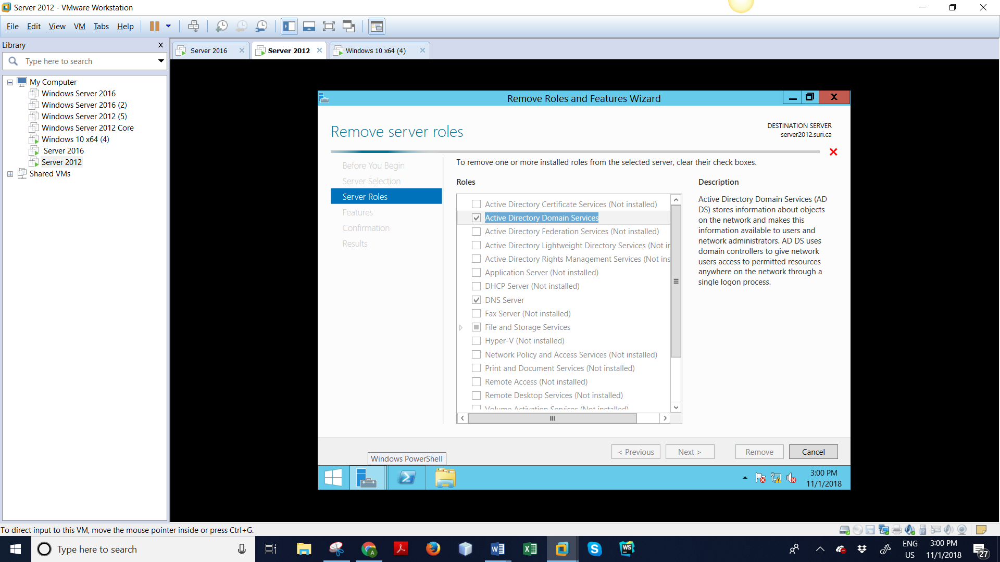 Server 2012 - VMware Workstation
File Edit View VM Tabs Help
Library
Type here to search
My Computer
Windows Server 2016
Windows Server 2016 (2)
Windows Server 2012 (5)
Windows Server 2012 Core
Windows 10 x64 (4)
Server 2016
Server 2012
Shared VMs
Server 2016
Server 2012
Windows 10 x64 (4)
Remove Roles and Features Wizard
Remove server roles
DESTINATION SERVER
server2012.suri.ca
Before You Begin
Server Selection
Server Roles
Features
Confirmation
Results
To remove one or more installed roles from the selected server, clear their check boxes.
Roles
Active Directory Certificate Services (Not installed)
Active Directory Domain Services
Active Directory Federation Services (Not installed)
Active Directory Lightweight Directory Services (Not in
Active Directory Rights Management Services (Not ins
Application Server (Not installed)
DHCP Server (Not installed)
DNS Server
Fax Server (Not installed)
File and Storage Services
Hyper-V (Not installed)
Network Policy and Access Services (Not installed)
Print and Document Services (Not installed)
Remote Access (Not installed)
Remote Desktop Services (Not installed)
Volume Activation Services (Not installed)
Description
Active Directory Domain Services (AD
DS) stores information about objects
on the network and makes this
information available to users and
network administrators. AD DS uses
domain controllers to give network
users access to permitted resources
anywhere on the network through a
single logon process.
< Previous
Next >
Remove
Cancel
Windows PowerShell
3:00 PM
11/1/2018
To direct input to this VM, move the mouse pointer inside or press Ctrl+G.
Type here to search
A
WS
ENG
US
3:00 PM
11/1/2018
27